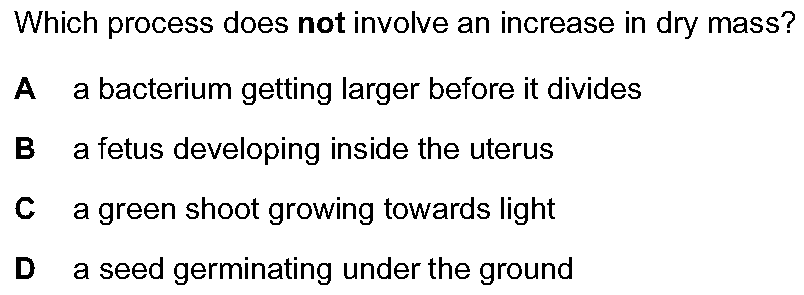 Which process does not involve an increase in dry mass?
A a bacterium getting larger before it divides
B a fetus developing inside the uterus
C a green shoot growing towards light
D a seed germinating under the ground